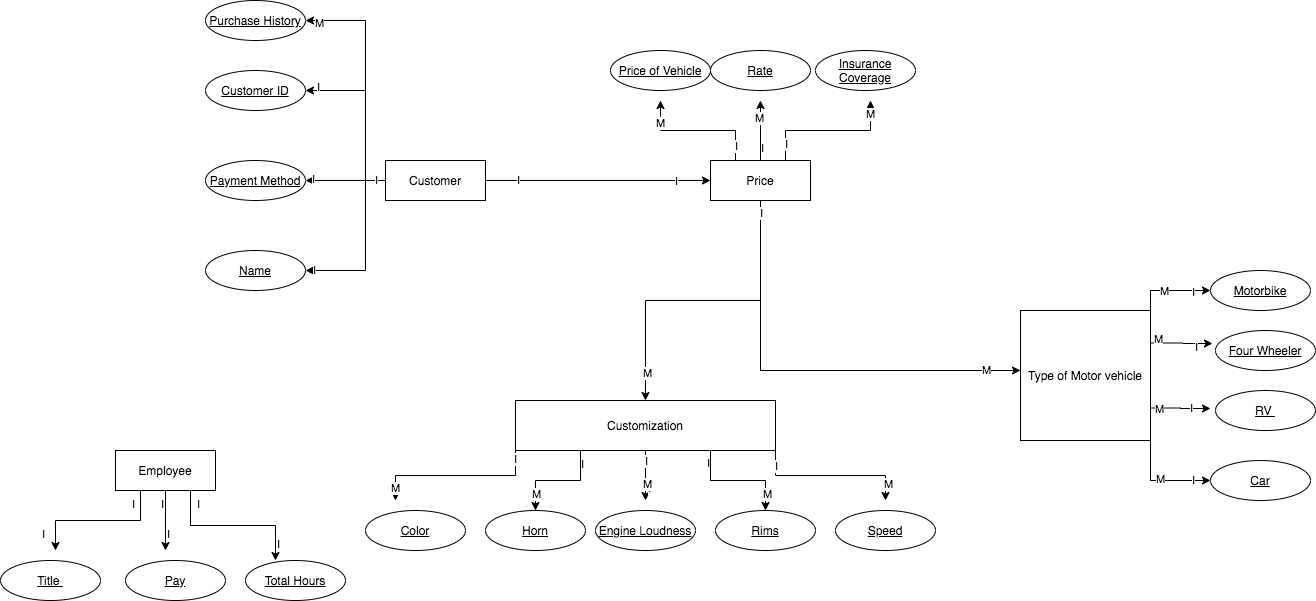 Purchase History
M
Customer ID
I
Payment Method
I
I
Customer
I
I
Name
I
Price of Vehicle
Rate
Insurance
Coverage
M
M
M
I
I
I
Price
I
Motorbike
M
I
Four Wheeler
M
I
Type of Motor vehicle
M
RV
M
I
Car
M
I
M
Customization
I
I
I
I
I
M
M
M
M
M
Color
Horn
Engine Loudness
Rims
Speed
Employee
I
I
I
I
I
I
Title
Pay
Total Hours